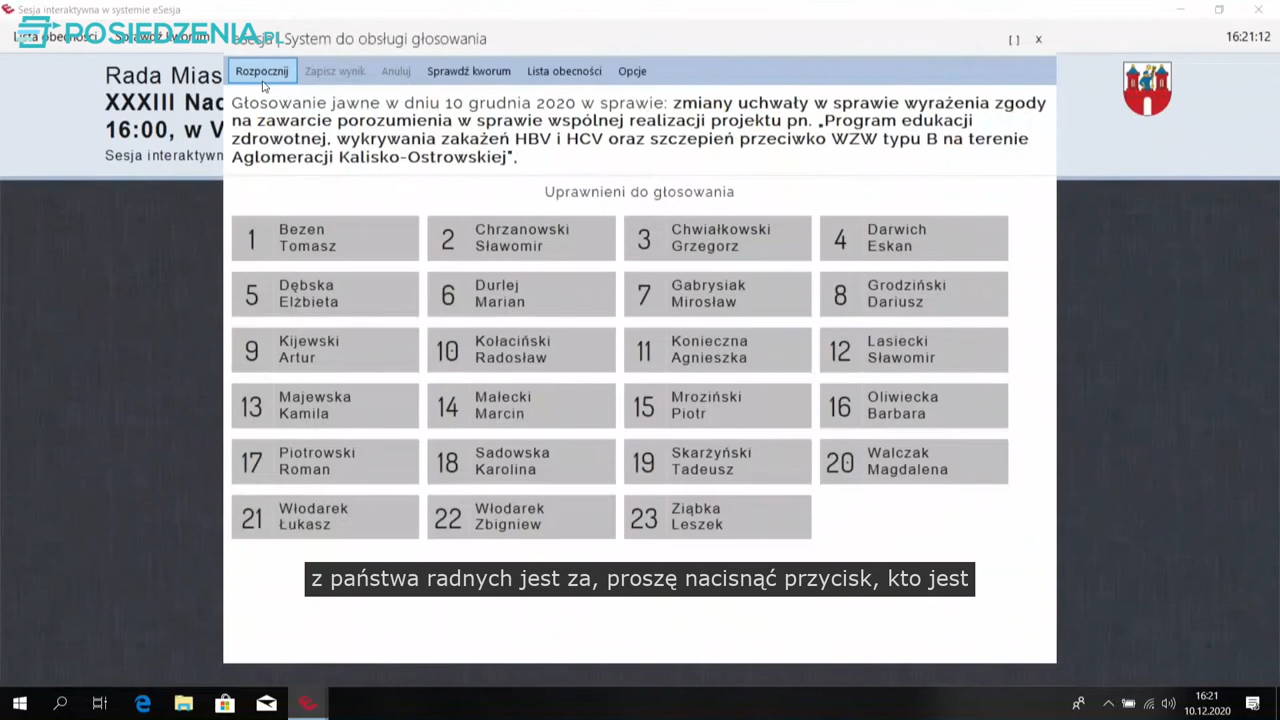 Sesja interaktywna w systemie eSesja
POSIEDZENIA.PL
Lista obecności Sprawdź kworum
eSesja | System do obsługi głosowania
[ ] x
16:21:12
Rozpocznij Zapisz wynik Anuluj Sprawdź kworum Lista obecności Opcje
Rada Mias
XXXIII Nad
16:00, w V
Sesja interaktywn
Głosowanie jawne w dniu 10 grudnia 2020 w sprawie: zmiany uchwały w sprawie wyrażenia zgody
na zawarcie porozumienia w sprawie wspólnej realizacji projektu pn. „Program edukacji
zdrowotnej, wykrywania zakażeń HBV i HCV oraz szczepień przeciwko WZW typu B na terenie
Aglomeracji Kalisko-Ostrowskiej”.
Uprawnieni do głosowania
1 Bezen Tomasz
2 Chrzanowski Sławomir
3 Chwiałkowski Grzegorz
4 Darwich Eskan
5 Dębska Elżbieta
6 Durlej Marian
7 Gabrysiak Mirosław
8 Grodziński Dariusz
9 Kijewski Artur
10 Kołaciński Radosław
11 Konieczna Agnieszka
12 Lasiecki Sławomir
13 Majewska Kamila
14 Małecki Marcin
15 Mroziński Piotr
16 Oliwiecka Barbara
17 Piotrowski Roman
18 Sadowska Karolina
19 Skarżyński Tadeusz
20 Walczak Magdalena
21 Włodarek Łukasz
22 Włodarek Zbigniew
23 Ziąbka Leszek
z państwa radnych jest za, proszę nacisnąć przycisk, kto jest
16:21
10.12.2020